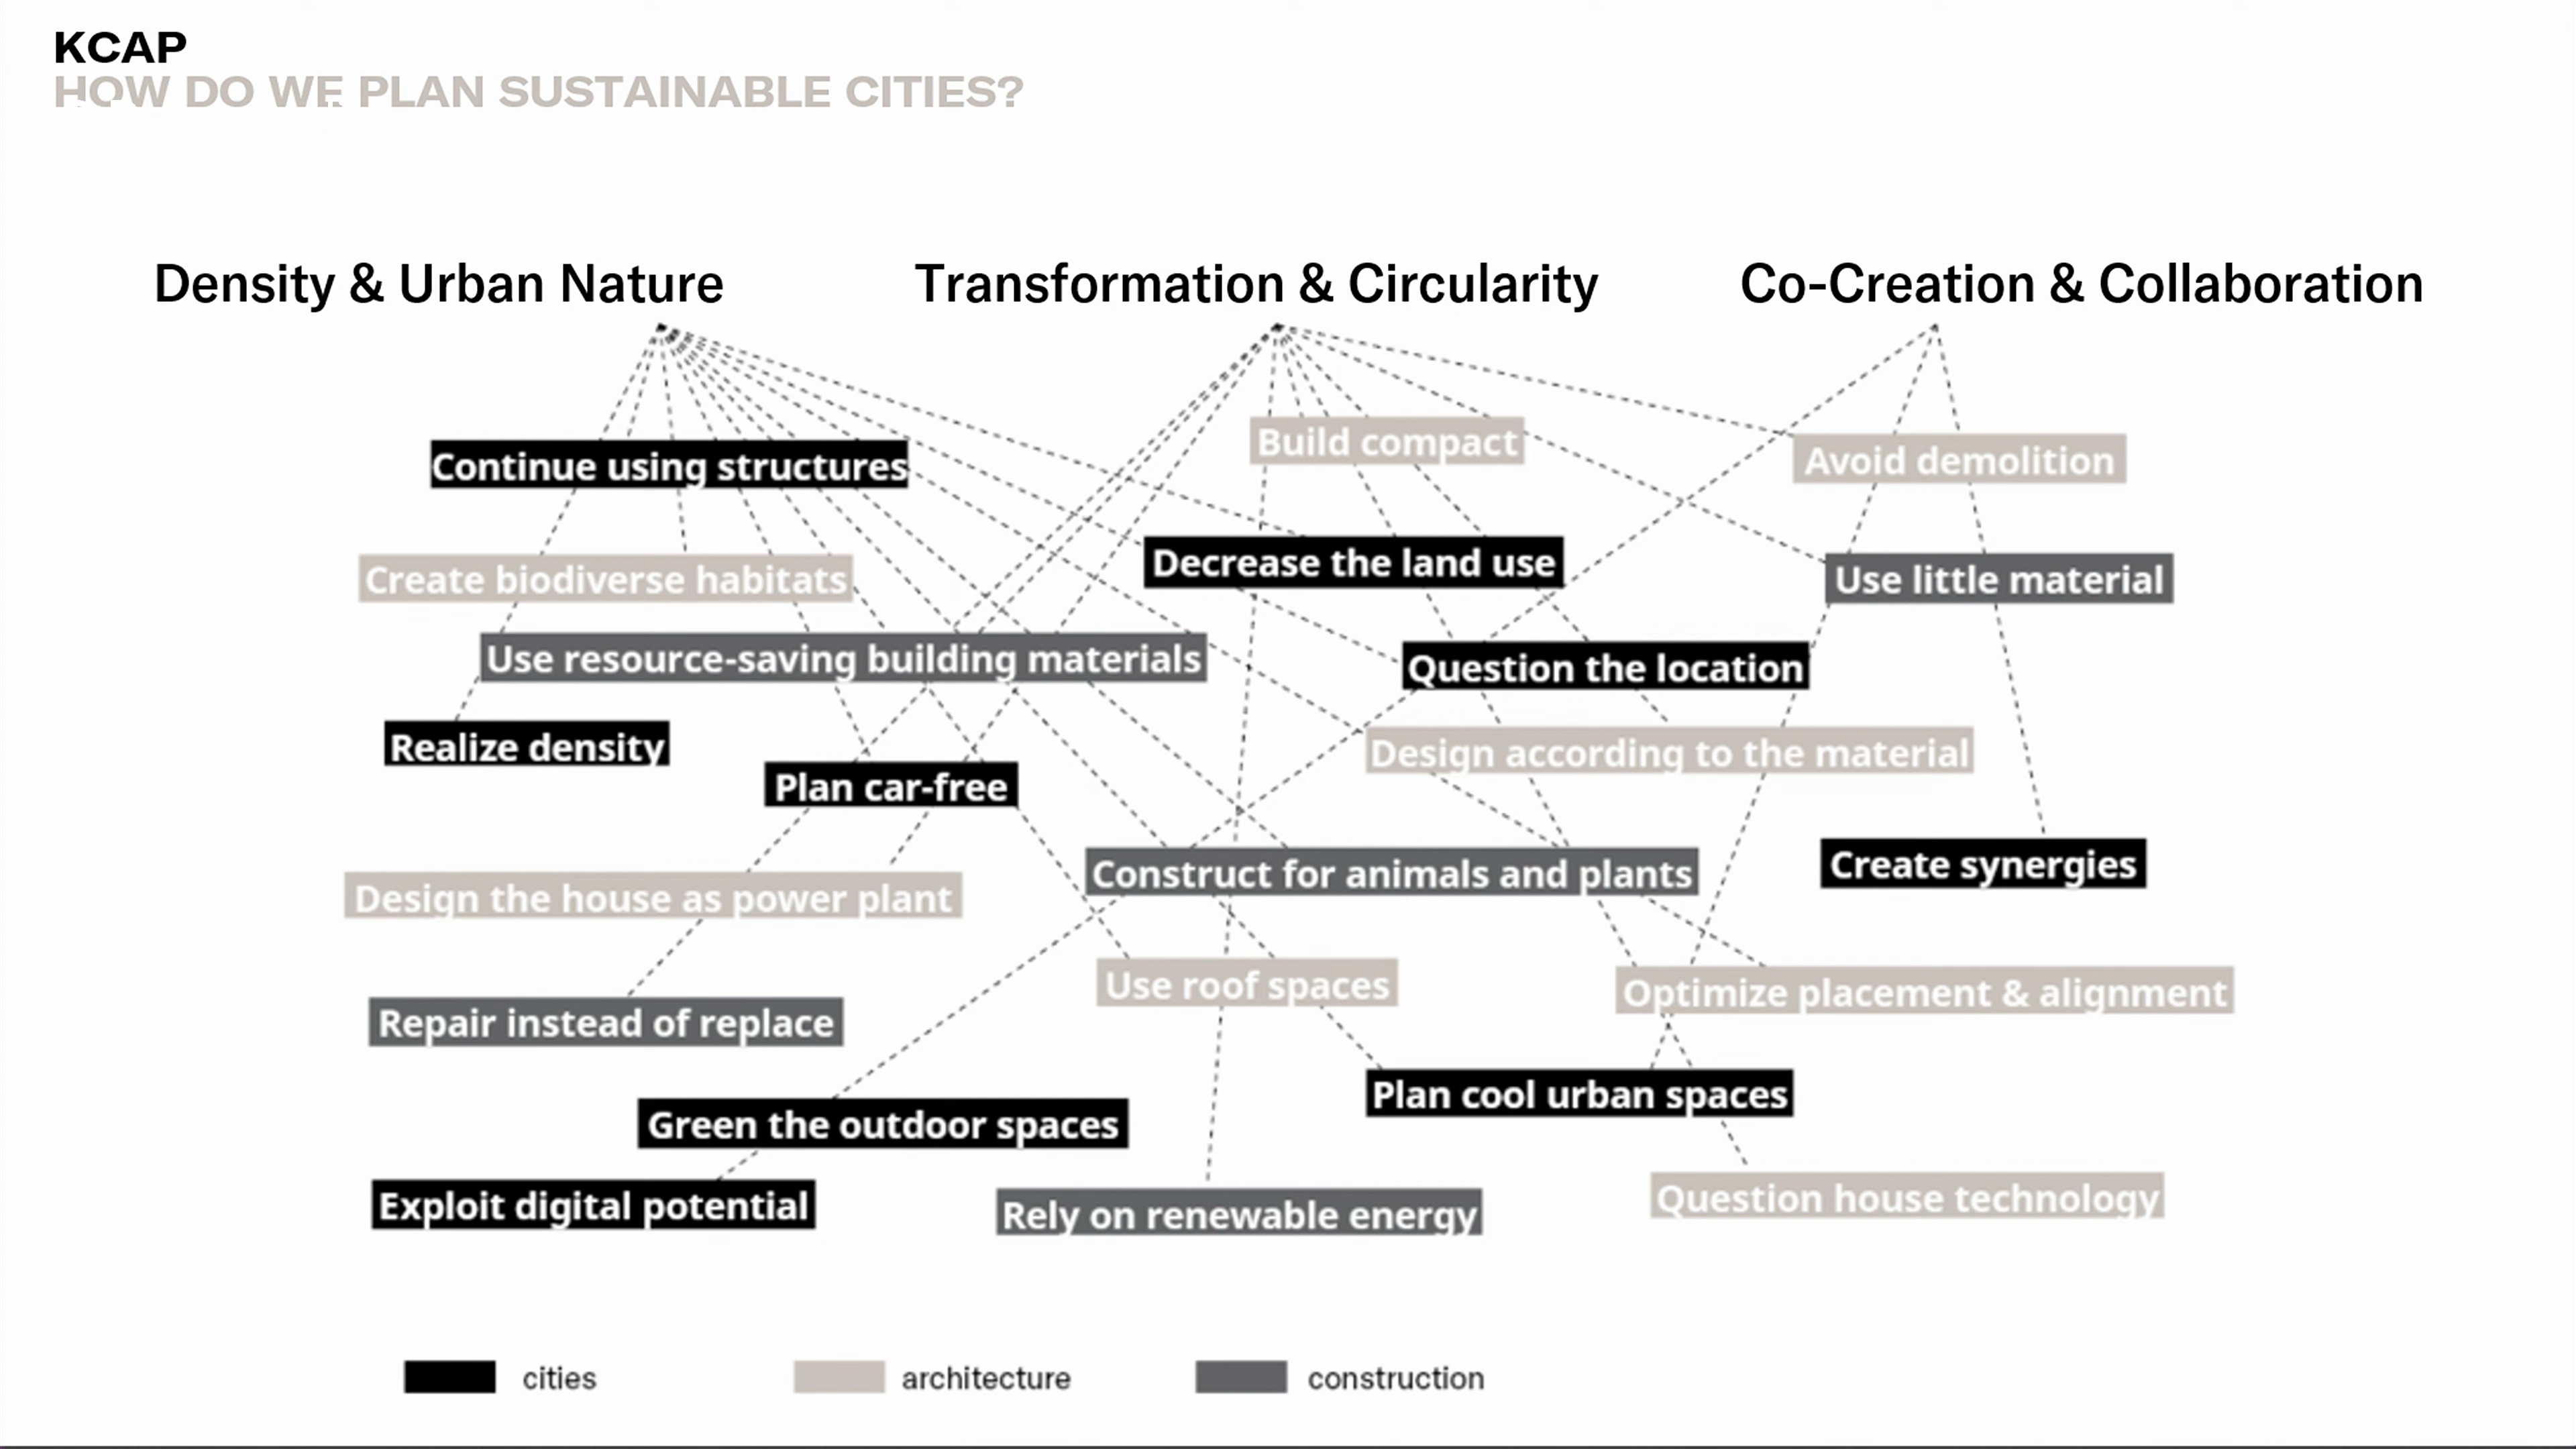 KCAP
HOW DO WE PLAN SUSTAINABLE CITIES?
Density & Urban Nature
Transformation & Circularity
Co-Creation & Collaboration
Build compact
Avoid demolition
Continue using structures
Decrease the land use
Create biodiverse habitats
Use little material
Use resource-saving building materials
Question the location
Realize density
Design according to the material
Plan car-free
Construct for animals and plants
Create synergies
Design the house as power plant
Use roof spaces
Optimize placement & alignment
Repair instead of replace
Plan cool urban spaces
Green the outdoor spaces
Question house technology
Exploit digital potential
Rely on renewable energy
cities
architecture
construction